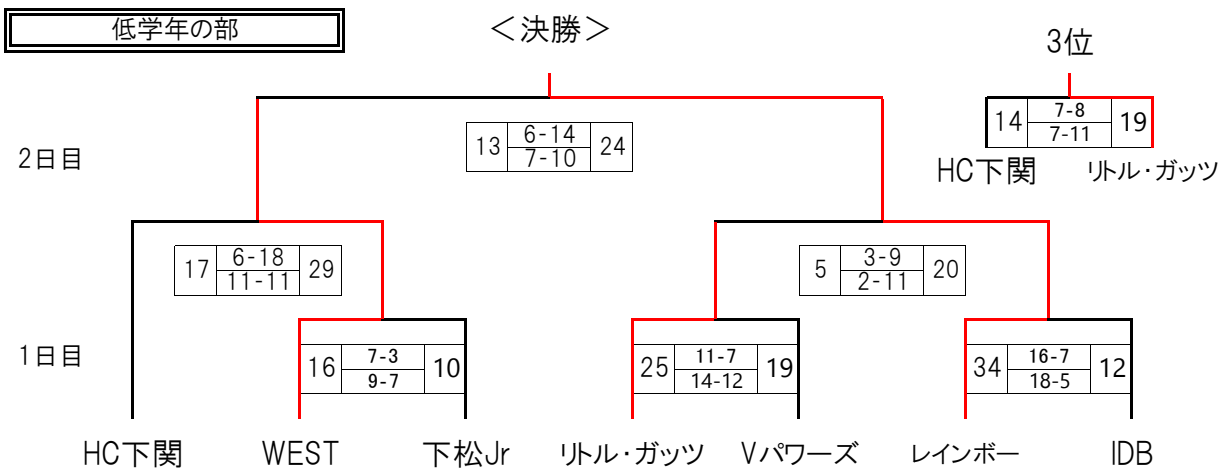 低学年の部
＜決勝＞
3位
14 7-8 19
7-11
HC下関 リトル・ガッツ
2日目
13 6-14 24
7-10
17 6-18 29
11-11
5 3-9 20
2-11
1日目
16 7-3 10
9-7
25 11-7 19
14-12
34 16-7 12
18-5
HC下関 WEST 下松Jr リトル・ガッツ Vパワーズ レインボー IDB